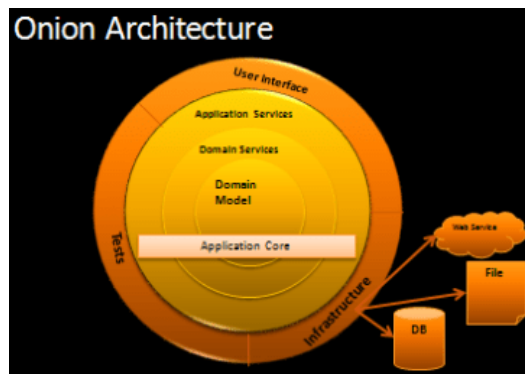 Onion Architecture
User Interface
Application Services
Domain Services
Domain
Model
Application Core
Tests
Infrastructure
Web Service
File
DB